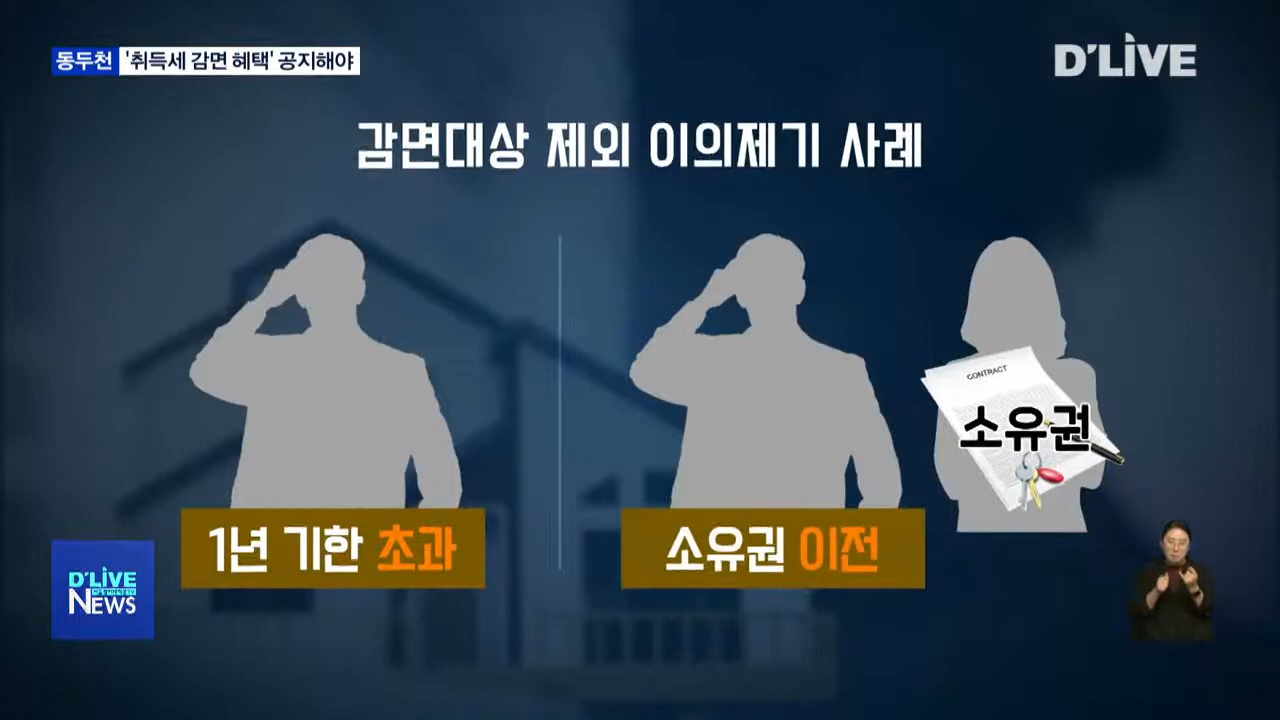 동두천 '취득세 감면 혜택' 공지해야
D'LIVE
감면대상 제외 이의제기 사례
CONTRACT
소유권
1년 기한 초과
소유권 이전
D'LIVE
NEWS